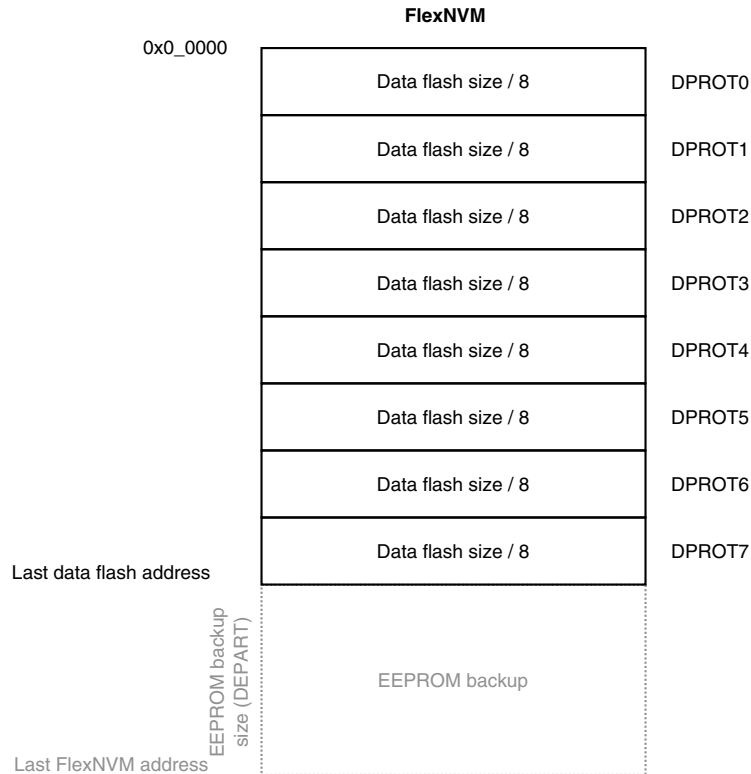 FlexNVM
0x0_0000
Data flash size / 8 DPROT0
Data flash size / 8 DPROT1
Data flash size / 8 DPROT2
Data flash size / 8 DPROT3
Data flash size / 8 DPROT4
Data flash size / 8 DPROT5
Data flash size / 8 DPROT6
Data flash size / 8 DPROT7
Last data flash address
EEPROM backup
size (DEPART)
EEPROM backup
Last FlexNVM address